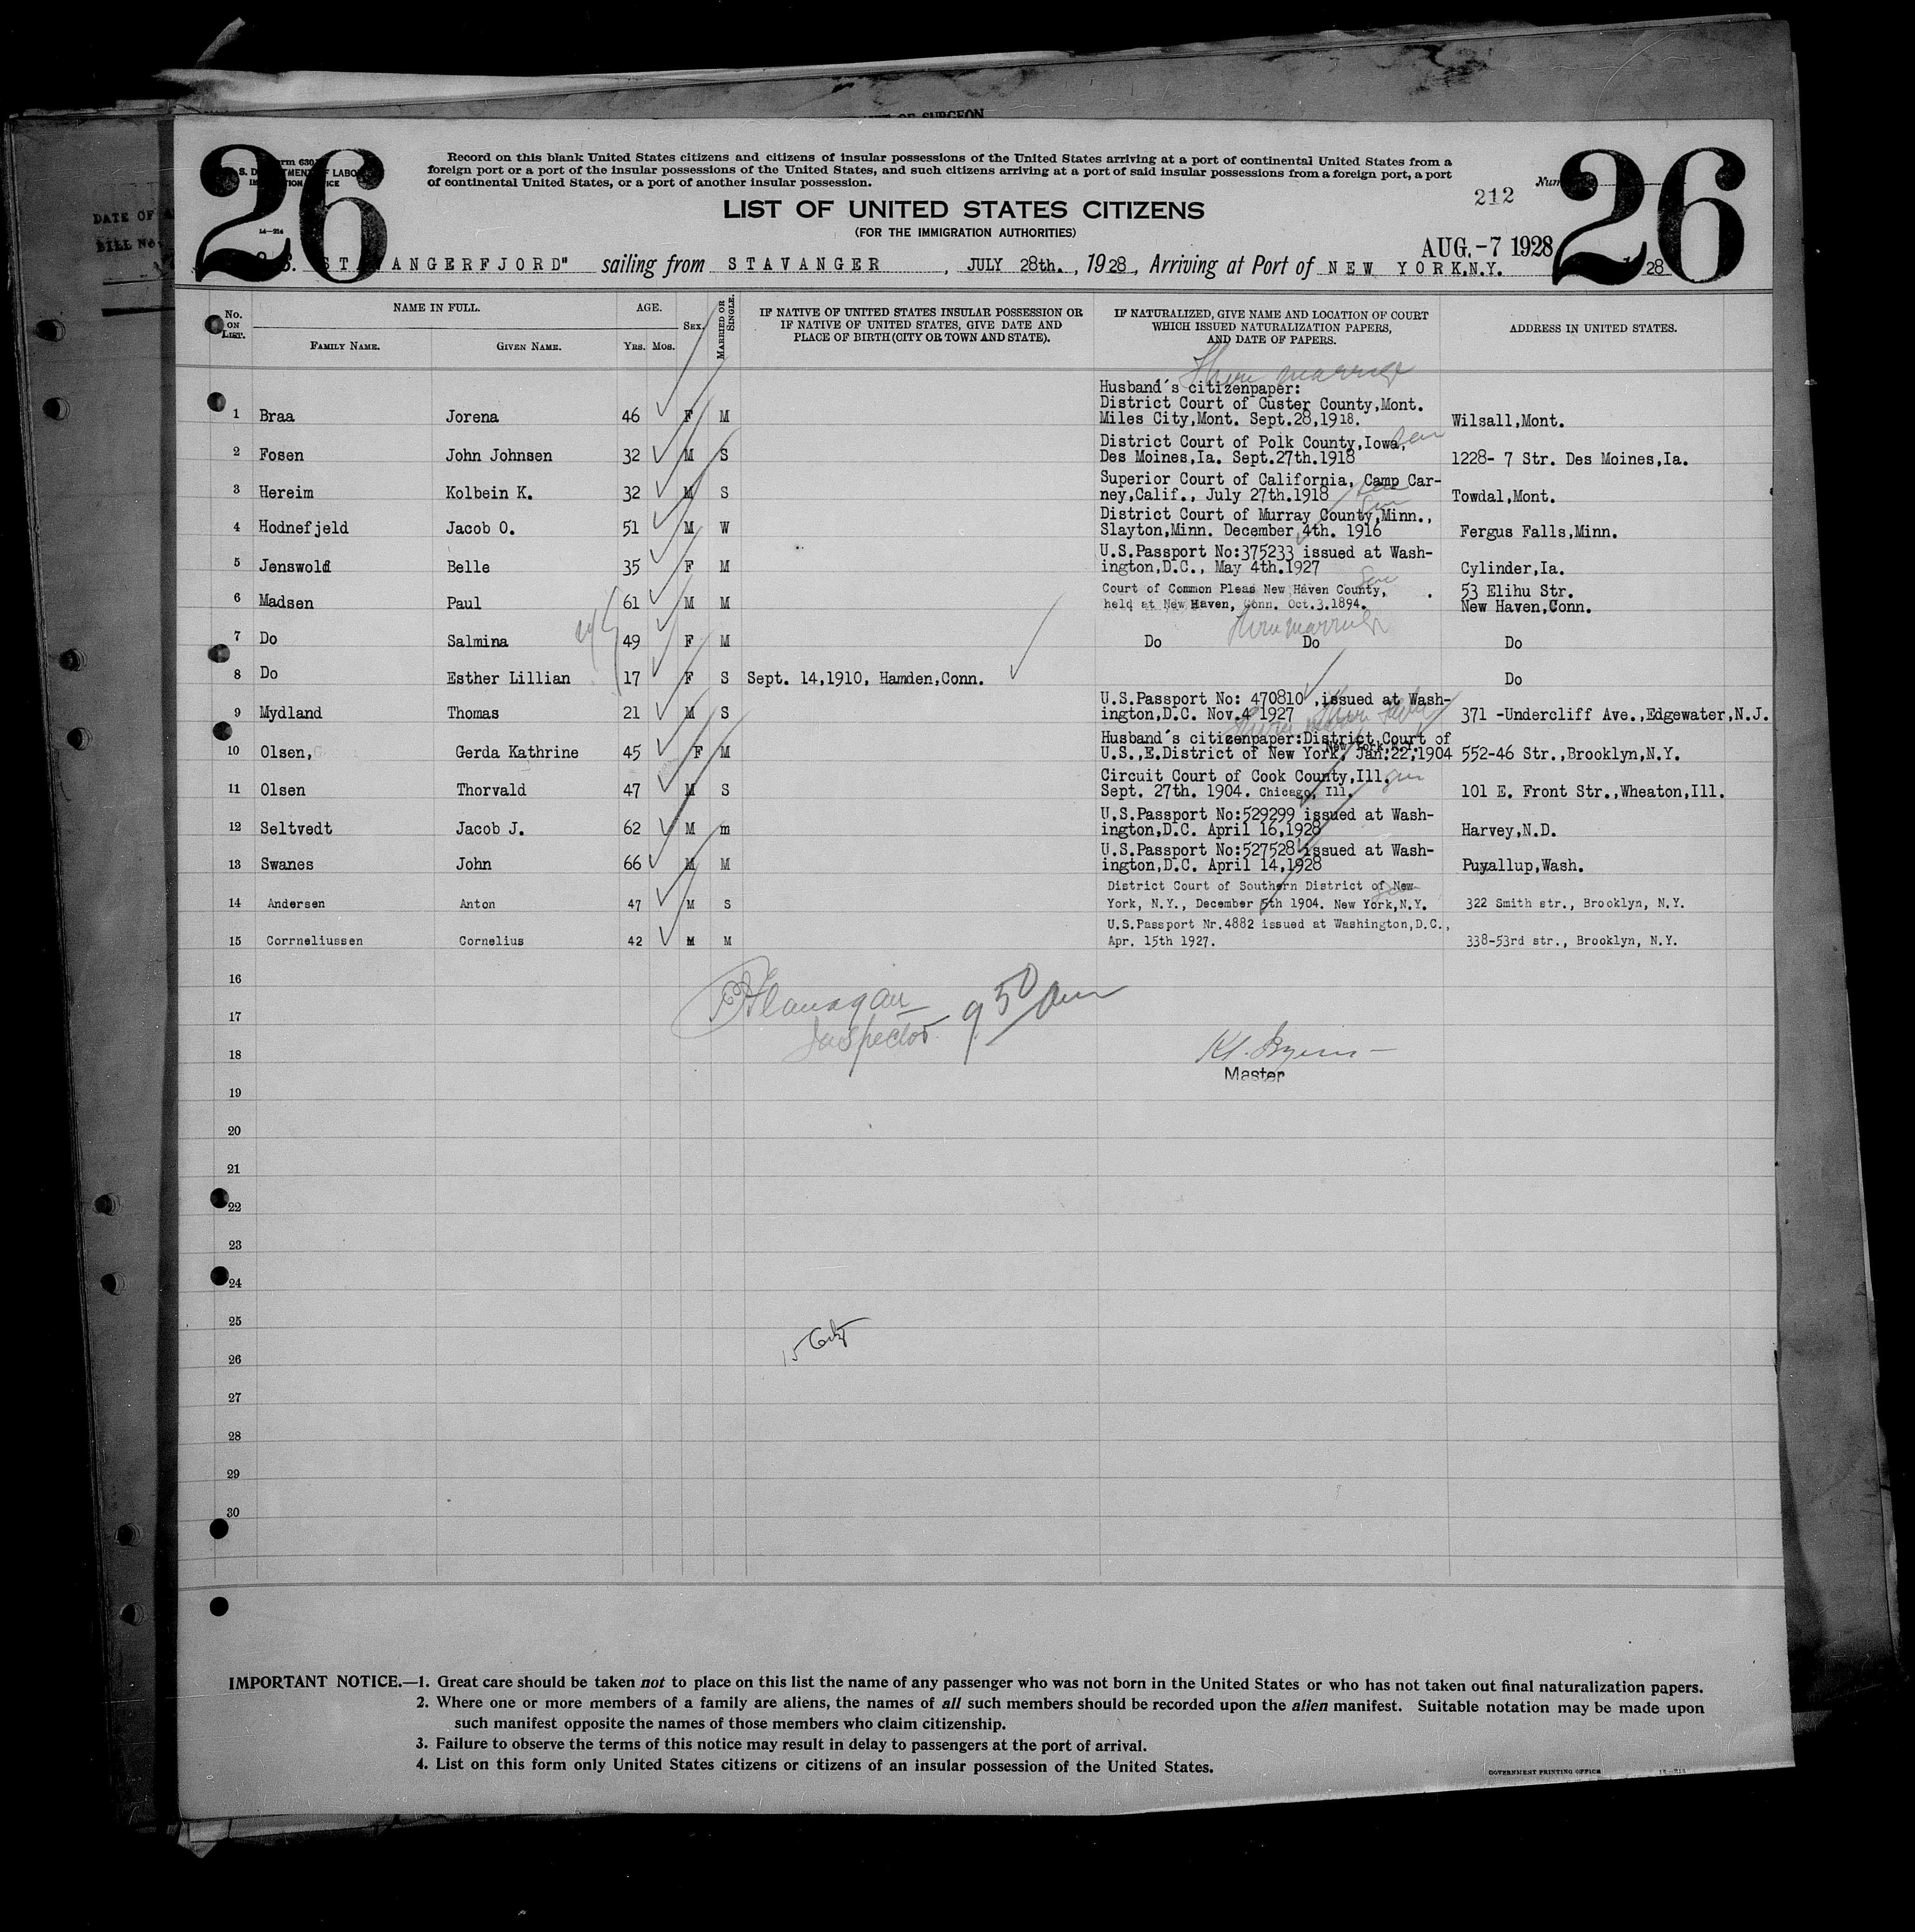 OF SURGEON
DATE OF
BILL No.
26
26
Record on this blank United States citizens and citizens of insular possessions of the United States arriving at a port of continental United States from a
foreign port or a port of the insular possessions of the United States, and such citizens arriving at a port of said insular possessions from a foreign port, a port
of continental United States, or a port of another insular possession.
212
LIST OF UNITED STATES CITIZENS
(FOR THE IMMIGRATION AUTHORITIES)
14-214
AUG.-7 1928
STAVANGERFJORD" sailing from STAVANGER, JULY 28th., 1928, Arriving at Port of NEW YORK.N.Y. 28
No. ON LIST. NAME IN FULL. FAMILY NAME. GIVEN NAME. AGE. YRS. MOS. SEX. MARRIED OR SINGLE.
IF NATIVE OF UNITED STATES INSULAR POSSESSION OR
IF NATIVE OF UNITED STATES, GIVE DATE AND
PLACE OF BIRTH (CITY OR TOWN AND STATE).
IF NATURALIZED, GIVE NAME AND LOCATION OF COURT
WHICH ISSUED NATURALIZATION PAPERS,
AND DATE OF PAPERS.
ADDRESS IN UNITED STATES.
Thru marriage
Husband's citizenpaper:
District Court of Custer County,Mont.
1 Braa Jorena 46 F M Miles City,Mont. Sept.28,1918. Wilsall,Mont.
District Court of Polk County,Iowa,
2 Fosen John Johnsen 32 M S Des Moines,Ia. Sept.27th.1918 1228- 7 Str. Des Moines,Ia.
Superior Court of California, Camp Car-
3 Hereim Kolbein K. 32 M S ney,Calif., July 27th.1918 Towdal,Mont.
District Court of Murray County,Minn.,
4 Hodnefjeld Jacob O. 51 M W Slayton,Minn. December 4th. 1916 Fergus Falls,Minn.
U.S.Passport No:375233 issued at Wash-
5 Jenswold Belle 35 F M ington,D.C., May 4th.1927 Cylinder,Ia.
Court of Common Pleas New Haven County, 53 Elihu Str.
6 Madsen Paul 61 M M held at New Haven, Conn. Oct.3.1894. New Haven,Conn.
Thru marriage
7 Do Salmina 49 F M Do Do Do
8 Do Esther Lillian 17 F S Sept. 14,1910, Hamden,Conn. Do
U.S.Passport No: 470810 ,issued at Wash-
9 Mydland Thomas 21 M S ington,D.C. Nov.4 1927 371 -Undercliff Ave.,Edgewater,N.J.
Husband's citizenpaper:District Court of
New York,N.Y.
10 Olsen, Gerda Kathrine 45 F M U.S.,E.District of New York, Jan.22,1904 552-46 Str.,Brooklyn,N.Y.
Circuit Court of Cook County,Ill.
11 Olsen Thorvald 47 M S Sept. 27th. 1904. Chicago, Ill. 101 E. Front Str.,Wheaton,Ill.
U.S.Passport No:529299 issued at Wash-
12 Seltvedt Jacob J. 62 M m ington,D.C. April 16,1928 Harvey,N.D.
U.S.Passport No:527528 issued at Wash-
13 Swanes John 66 M M ington,D.C. April 14,1928 Puyallup,Wash.
District Court of Southern District of New
14 Andersen Anton 47 M S York, N.Y., December 5th 1904. New York,N.Y. 322 Smith str., Brooklyn, N.Y.
U.S.Passport Nr.4882 issued at Washington,D.C.,
15 Corrneliussen Cornelius 42 M M Apr. 15th 1927. 338-53rd str., Brooklyn, N.Y.
16
Flanagan 9 50 am
17
Inspector
18
Master
19
20
21
22
23
24
25
15
26
27
28
29
30
IMPORTANT NOTICE.—1. Great care should be taken not to place on this list the name of any passenger who was not born in the United States or who has not taken out final naturalization papers.
2. Where one or more members of a family are aliens, the names of all such members should be recorded upon the alien manifest. Suitable notation may be made upon
such manifest opposite the names of those members who claim citizenship.
3. Failure to observe the terms of this notice may result in delay to passengers at the port of arrival.
4. List on this form only United States citizens or citizens of an insular possession of the United States.
GOVERNMENT PRINTING OFFICE